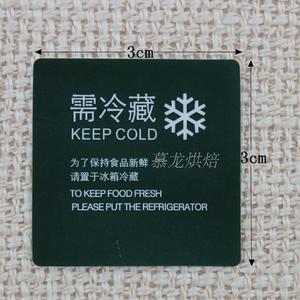 3cm
需冷藏
KEEP COLD
3cm
为了保持食品新鲜
慕龙烘焙
请置于冰箱冷藏
TO KEEP FOOD FRESH
PLEASE PUT THE REFRIGERATOR